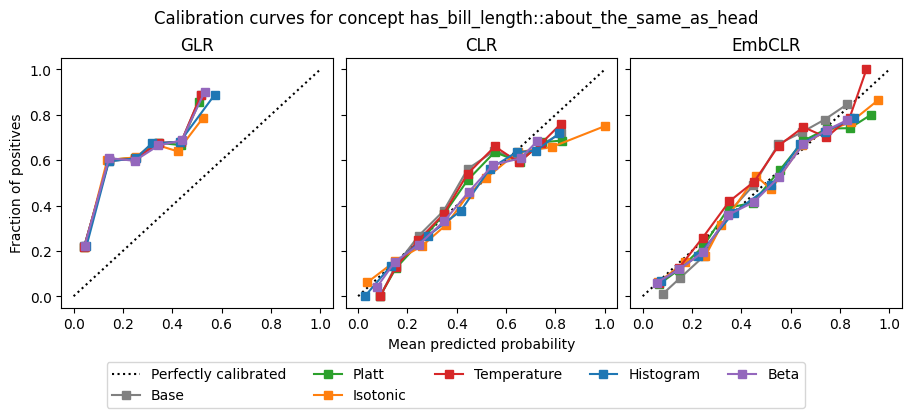 Calibration curves for concept has_bill_length::about_the_same_as_head
GLR
CLR
EmbCLR
Fraction of positives
1.0
0.8
0.6
0.4
0.2
0.0
0.0 0.2 0.4 0.6 0.8 1.0
0.0 0.2 0.4 0.6 0.8 1.0
0.0 0.2 0.4 0.6 0.8 1.0
Mean predicted probability
Perfectly calibrated Platt Temperature Histogram Beta
Base Isotonic